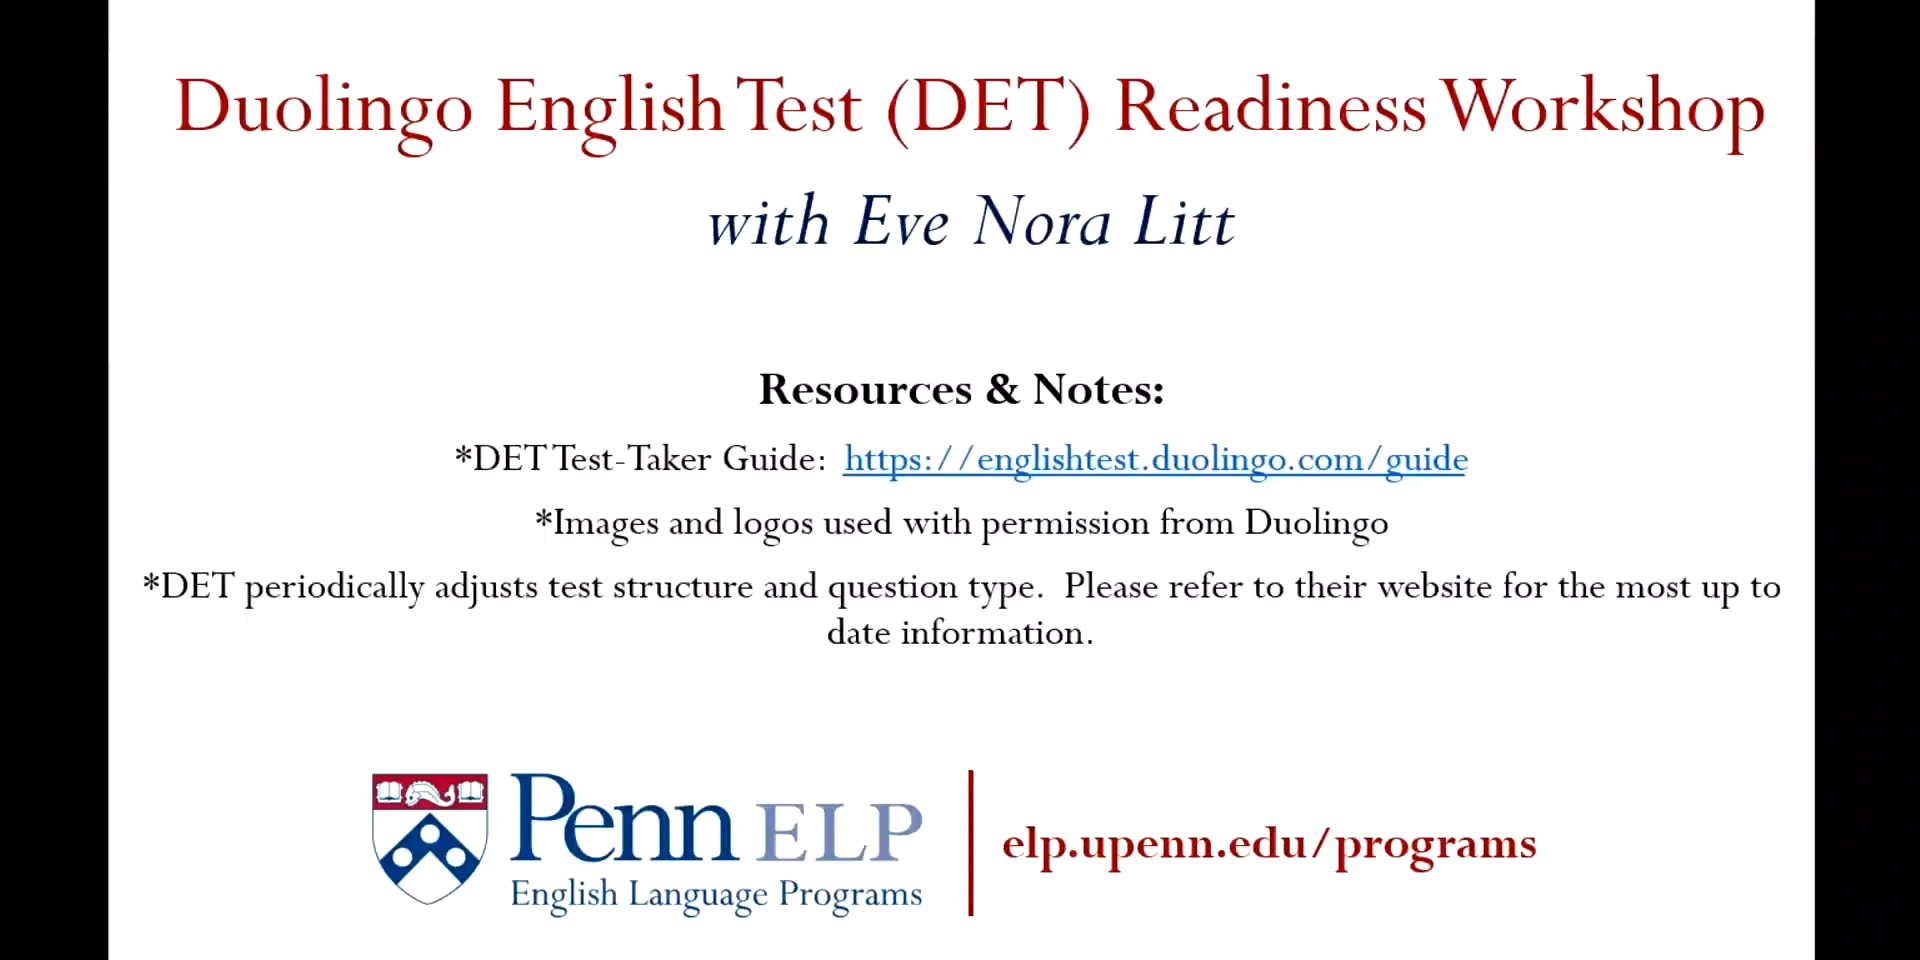 Duolingo English Test (DET) Readiness Workshop
with Eve Nora Litt
Resources & Notes:
*DET Test-Taker Guide: https://englishtest.duolingo.com/guide
*Images and logos used with permission from Duolingo
*DET periodically adjusts test structure and question type. Please refer to their website for the most up to
date information.
Penn ELP
English Language Programs
elp.upenn.edu/programs